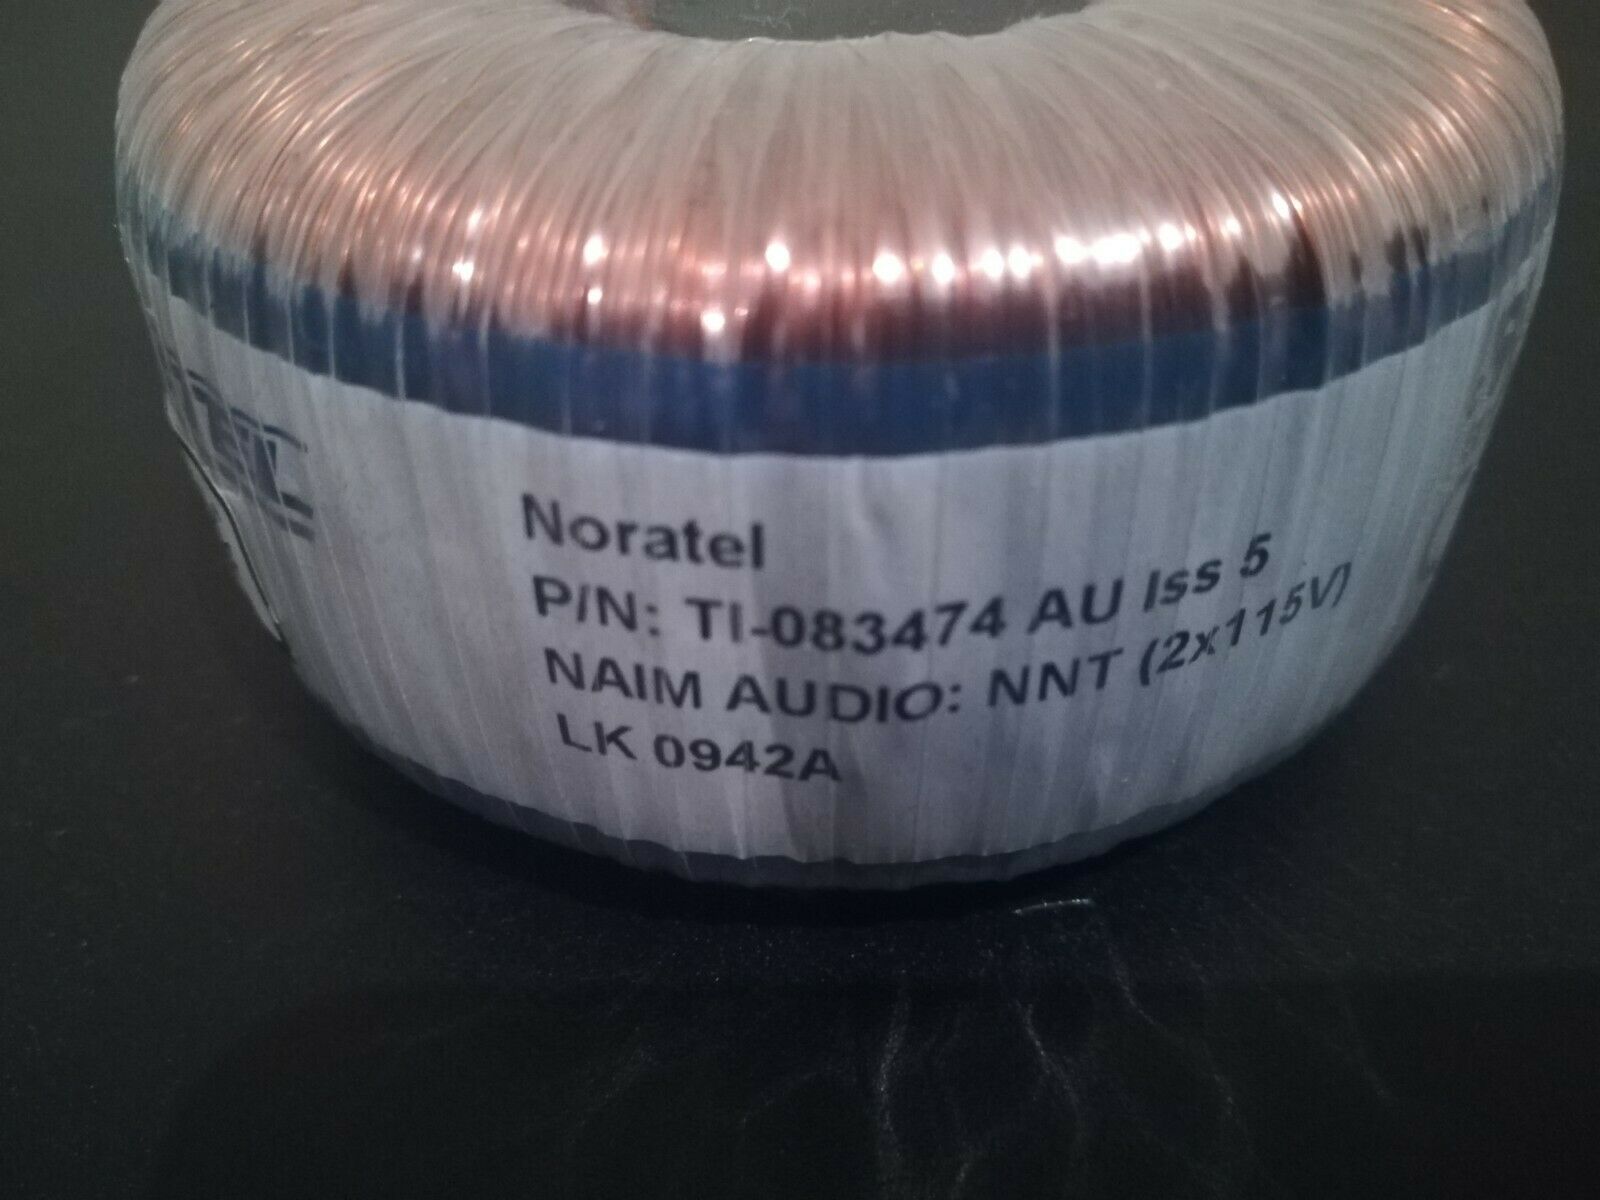 Noratel
P/N: TI-083474 AU Iss 5
NAIM AUDIO: NNT (2x115V)
LK 0942A